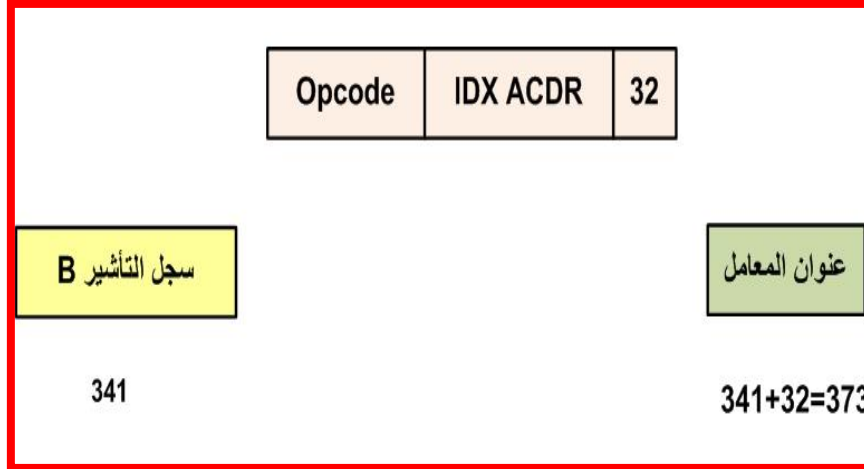 Opcode IDX ACDR 32
سجل التأشير B
عنوان المعامل
341
341+32=373